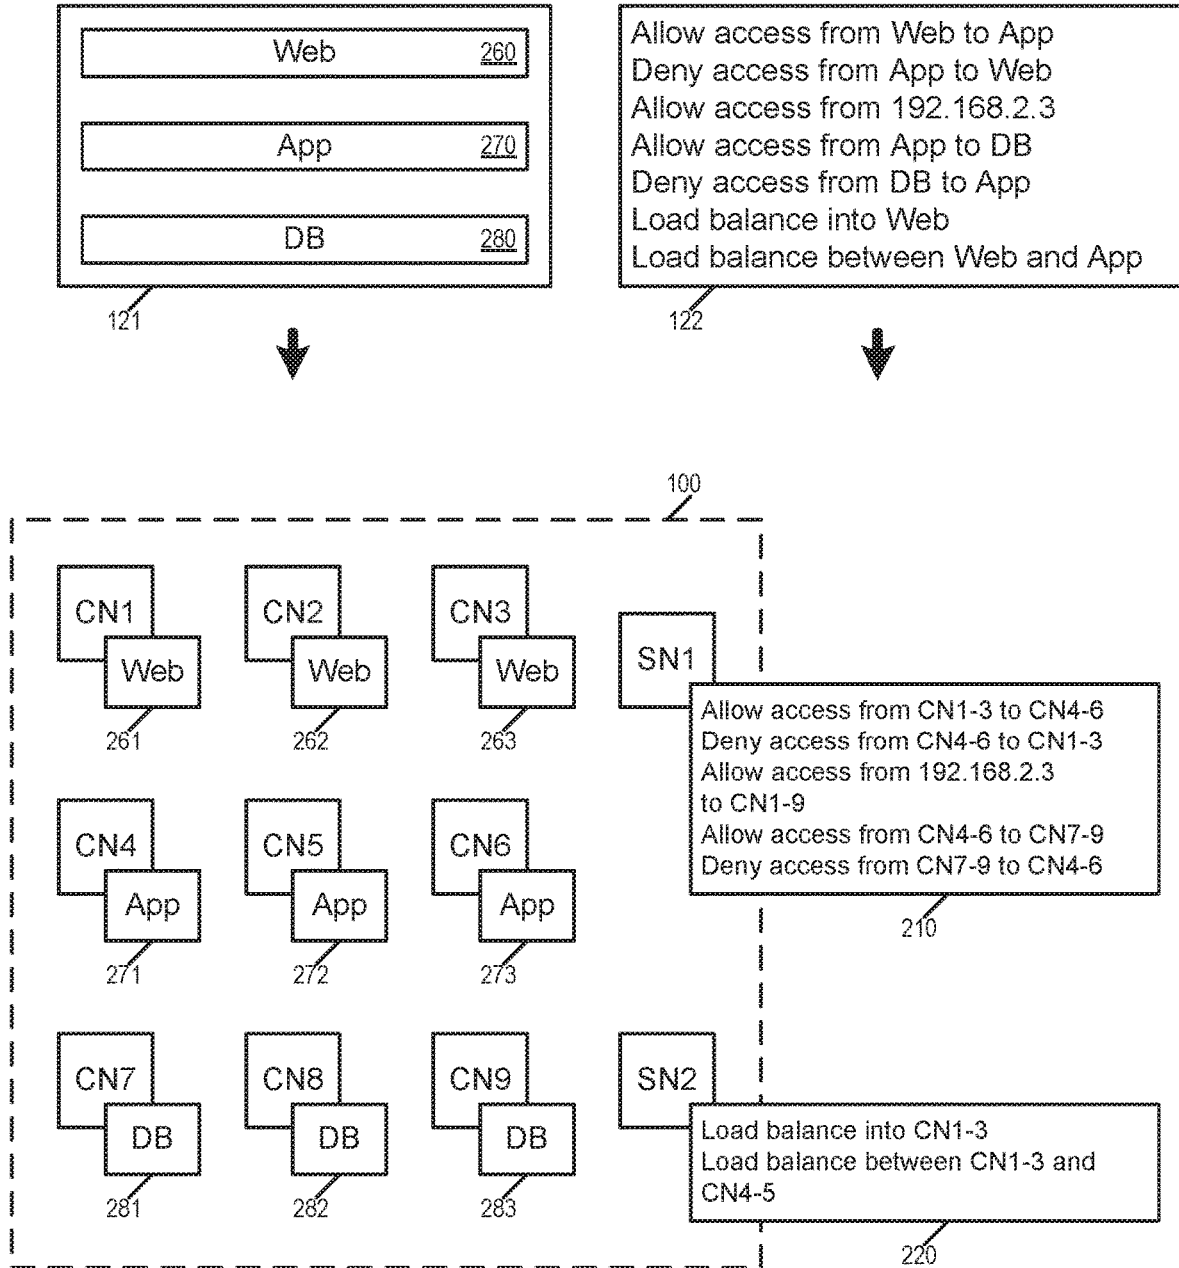 Web 260
App 270
DB 280
121
Allow access from Web to App
Deny access from App to Web
Allow access from 192.168.2.3
Allow access from App to DB
Deny access from DB to App
Load balance into Web
Load balance between Web and App
122
100
CN1
Web
261
CN2
Web
262
CN3
Web
263
SN1
Allow access from CN1-3 to CN4-6
Deny access from CN4-6 to CN1-3
Allow access from 192.168.2.3
to CN1-9
Allow access from CN4-6 to CN7-9
Deny access from CN7-9 to CN4-6
210
CN4
App
271
CN5
App
272
CN6
App
273
CN7
DB
281
CN8
DB
282
CN9
DB
283
SN2
Load balance into CN1-3
Load balance between CN1-3 and
CN4-5
220